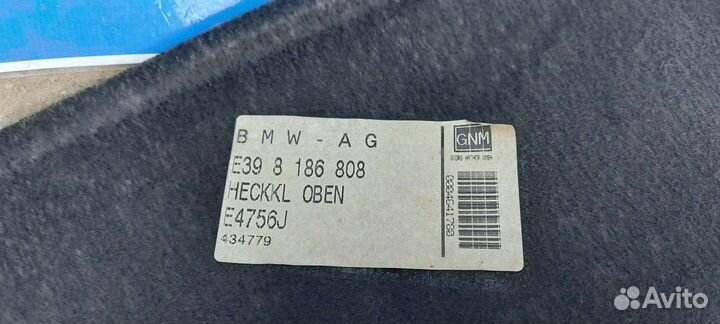 BMW-AG
E39 8 186 808
HECKKL OBEN
E4756J
434779
GNM
Avito